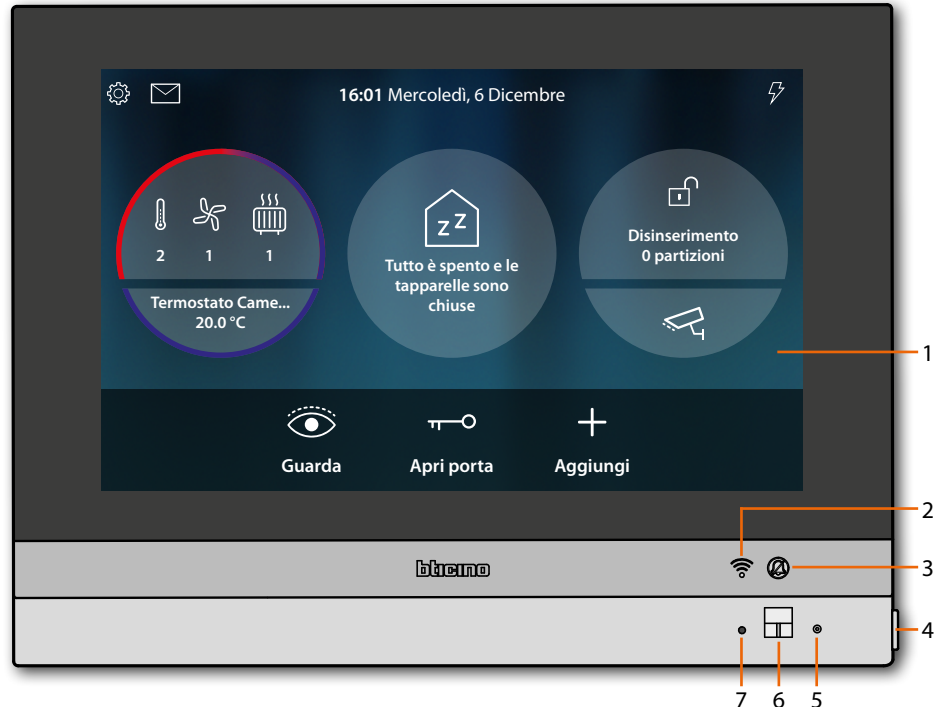 16:01 Mercoledì, 6 Dicembre
2 1 1
Termostato Came...
20.0 °C
zZ
Tutto è spento e le
tapparelle sono
chiuse
Disinserimento
0 partizioni
Guarda Apri porta Aggiungi
bticino
1
2
3
4
7 6 5